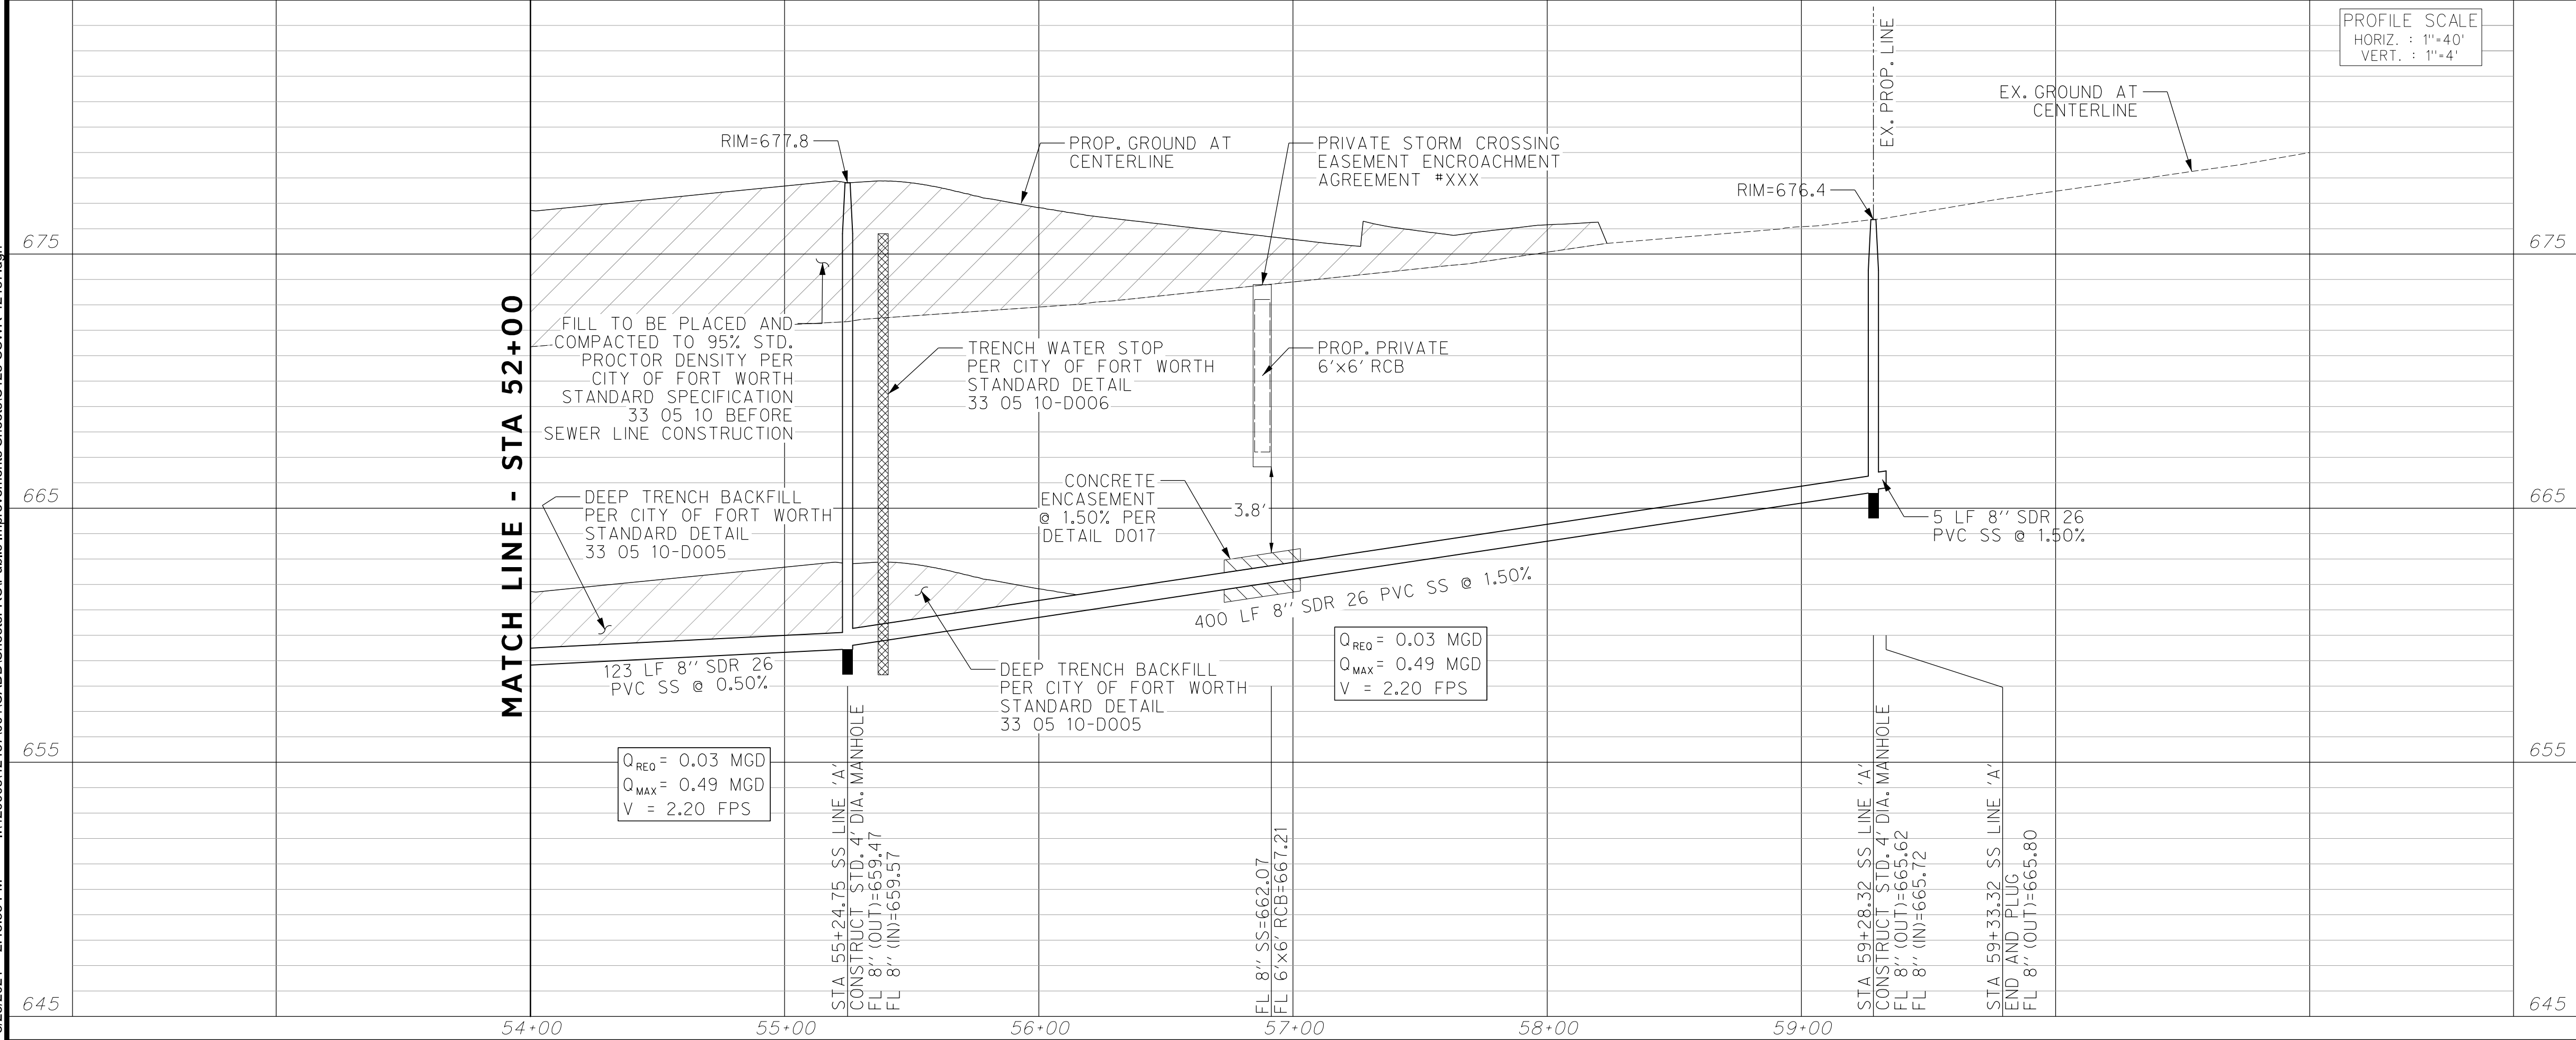 PROFILE SCALE
HORIZ. : 1"=40'
VERT. : 1"=4'
EX. PROP. LINE
EX. GROUND AT
CENTERLINE
RIM=677.8
PROP. GROUND AT
CENTERLINE
PRIVATE STORM CROSSING
EASEMENT ENCROACHMENT
AGREEMENT #XXX
RIM=676.4
675
675
MATCH LINE - STA 52+00
FILL TO BE PLACED AND
COMPACTED TO 95% STD.
PROCTOR DENSITY PER
CITY OF FORT WORTH
STANDARD SPECIFICATION
33 05 10 BEFORE
SEWER LINE CONSTRUCTION
TRENCH WATER STOP
PER CITY OF FORT WORTH
STANDARD DETAIL
33 05 10-D006
PROP. PRIVATE
6'x6' RCB
665
665
DEEP TRENCH BACKFILL
PER CITY OF FORT WORTH
STANDARD DETAIL
33 05 10-D005
CONCRETE
ENCASEMENT
@ 1.50% PER
DETAIL D017
3.8'
5 LF 8" SDR 26
PVC SS @ 1.50%
400 LF 8" SDR 26 PVC SS @ 1.50%
123 LF 8" SDR 26
PVC SS @ 0.50%
DEEP TRENCH BACKFILL
PER CITY OF FORT WORTH
STANDARD DETAIL
33 05 10-D005
QREQ = 0.03 MGD
QMAX = 0.49 MGD
V = 2.20 FPS
QREQ = 0.03 MGD
QMAX = 0.49 MGD
V = 2.20 FPS
655
655
STA 55+24.75 SS LINE 'A'
CONSTRUCT STD. 4' DIA. MANHOLE
FL 8" (OUT)=659.47
FL 8" (IN)=659.57
FL 8" SS=662.07
FL 6'x6' RCB=667.21
STA 59+28.32 SS LINE 'A'
CONSTRUCT STD. 4' DIA. MANHOLE
FL 8" (OUT)=665.62
FL 8" (IN)=665.72
STA 59+33.32 SS LINE 'A'
END AND PLUG
FL 8" (OUT)=665.80
645
645
54+00
55+00
56+00
57+00
58+00
59+00